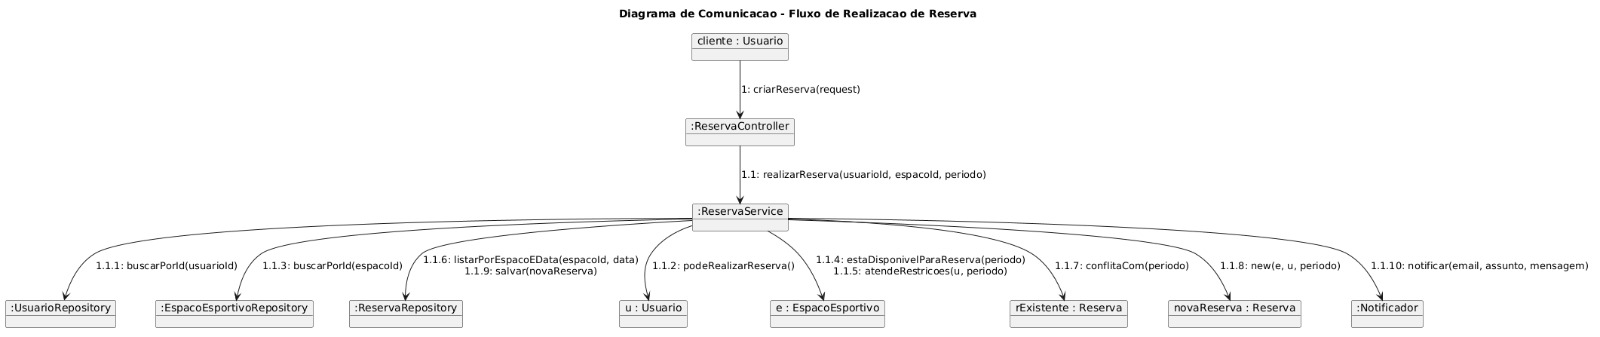 Diagrama de Comunicacao - Fluxo de Realizacao de Reserva
cliente : Usuario
1: criarReserva(request)
:ReservaController
1.1: realizarReserva(usuarioId, espacoId, periodo)
:ReservaService
1.1.1: buscarPorId(usuarioId)
1.1.3: buscarPorId(espacoId)
1.1.6: listarPorEspacoEData(espacoId, data)
1.1.9: salvar(novaReserva)
1.1.2: podeRealizarReserva()
1.1.4: estaDisponivelParaReserva(periodo)
1.1.5: atendeRestricoes(u, periodo)
1.1.7: conflitaCom(periodo)
1.1.8: new(e, u, periodo)
1.1.10: notificar(email, assunto, mensagem)
:UsuarioRepository
:EspacoEsportivoRepository
:ReservaRepository
u : Usuario
e : EspacoEsportivo
rExistente : Reserva
novaReserva : Reserva
:Notificador